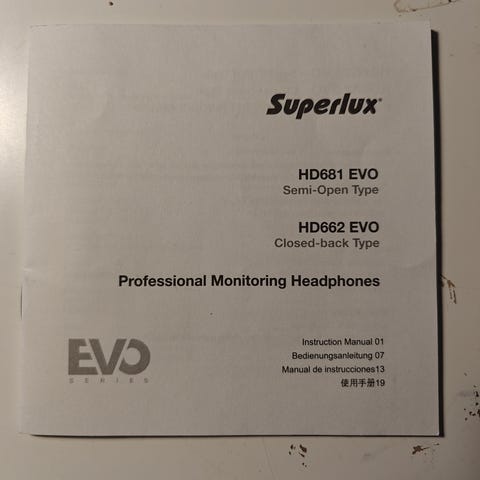 Superlux®
HD681 EVO
Semi-Open Type
HD662 EVO
Closed-back Type
Professional Monitoring Headphones
EVO
SERIES
Instruction Manual 01
Bedienungsanleitung 07
Manual de instrucciones13
使用手册19